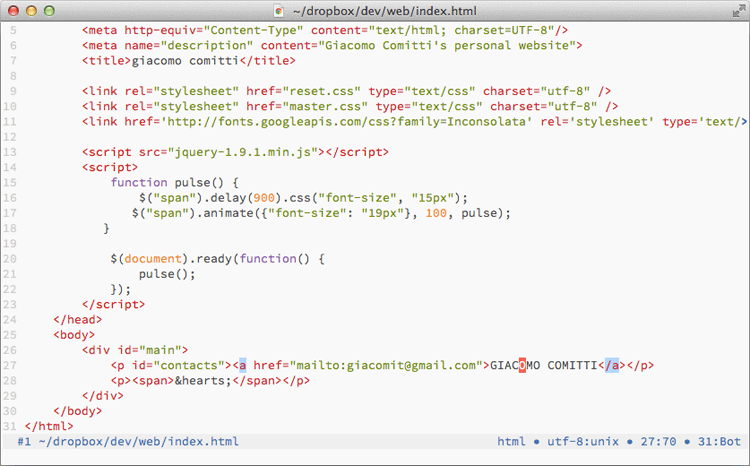 ~/dropbox/dev/web/index.html
5 <meta http-equiv="Content-Type" content="text/html; charset=UTF-8"/>
6 <meta name="description" content="Giacomo Comitti's personal website">
7 <title>giacomo comitti</title>
8
9 <link rel="stylesheet" href="reset.css" type="text/css" charset="utf-8" />
10 <link rel="stylesheet" href="master.css" type="text/css" charset="utf-8" />
11 <link href='http://fonts.googleapis.com/css?family=Inconsolata' rel='stylesheet' type='text/>
12
13 <script src="jquery-1.9.1.min.js"></script>
14 <script>
15 function pulse() {
16 $("span").delay(900).css("font-size", "15px");
17 $("span").animate({"font-size": "19px"}, 100, pulse);
18 }
19
20 $(document).ready(function() {
21 pulse();
22 });
23 </script>
24 </head>
25 <body>
26 <div id="main">
27 <p id="contacts"><a href="mailto:giacomit@gmail.com">GIACOMO COMITTI</a></p>
28 <p><span>&hearts;</span></p>
29 </div>
30 </body>
31 </html>
#1 ~/dropbox/dev/web/index.html html ● utf-8:unix ● 27:70 ● 31:Bot